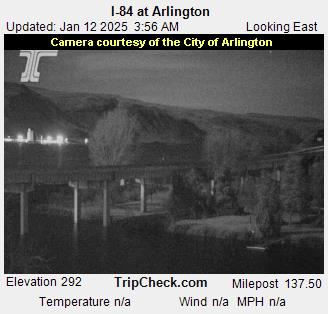 I-84 at Arlington
Updated: Jan 12 2025 3:56 AM Looking East
Camera courtesy of the City of Arlington
Elevation 292 TripCheck.com Milepost 137.50
Temperature n/a Wind n/a MPH n/a